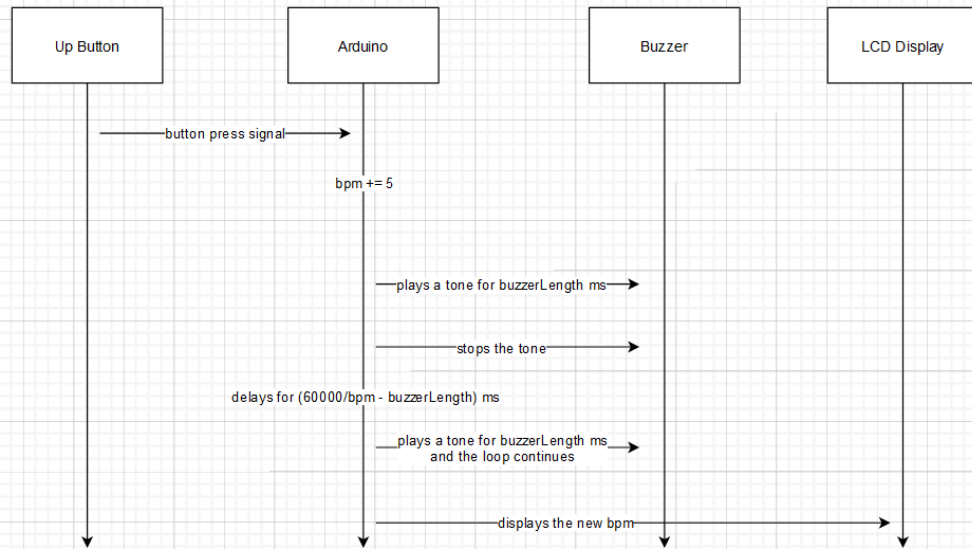 Up Button
Arduino
Buzzer
LCD Display
button press signal
bpm += 5
plays a tone for buzzerLength ms
stops the tone
delays for (60000/bpm - buzzerLength) ms
plays a tone for buzzerLength ms
and the loop continues
displays the new bpm